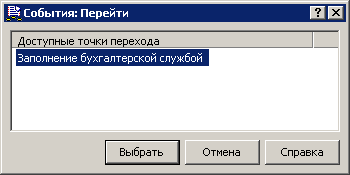 События: Перейти
Доступные точки перехода
Заполнение бухгалтерской службой
Выбрать Отмена Справка